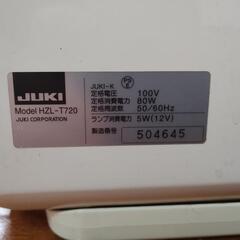 JUKI
Model HZL-T720
JUKI CORPORATION
JUKI-K
定格電圧 100V
定格消費電力 80W
定格周波数 50/60Hz
ランプ消費電力 5W(12V)
製造番号
504645